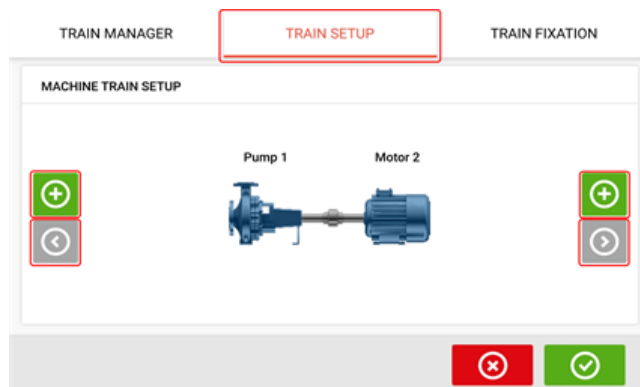 TRAIN MANAGER TRAIN SETUP TRAIN FIXATION
MACHINE TRAIN SETUP
Pump 1 Motor 2